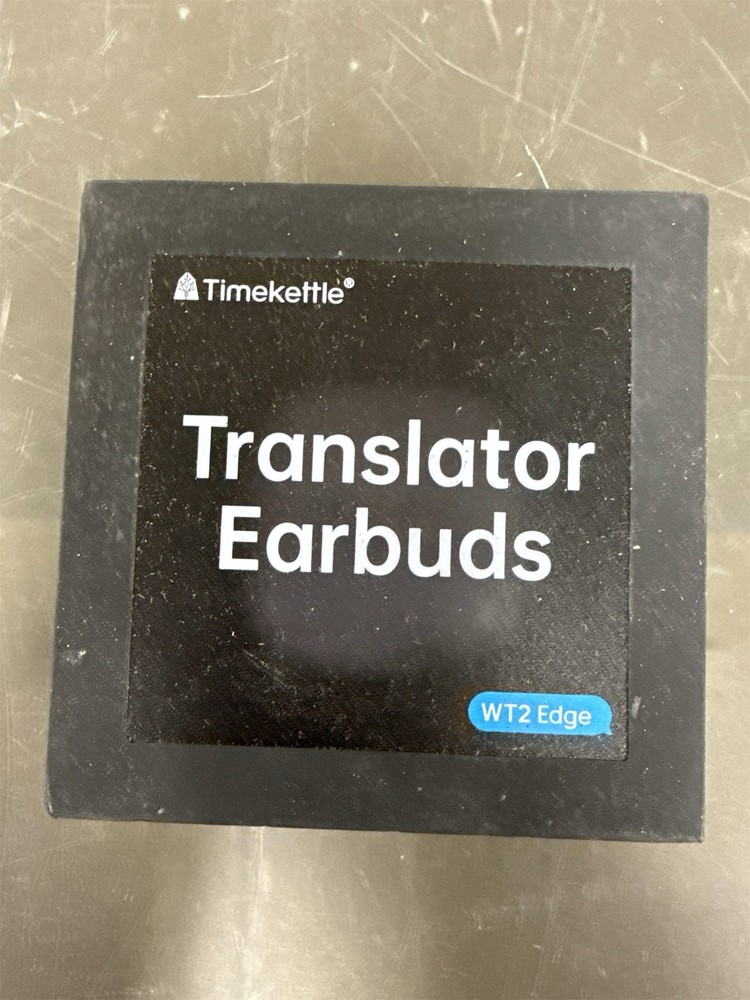 Timekettle®
Translator
Earbuds
WT2 Edge